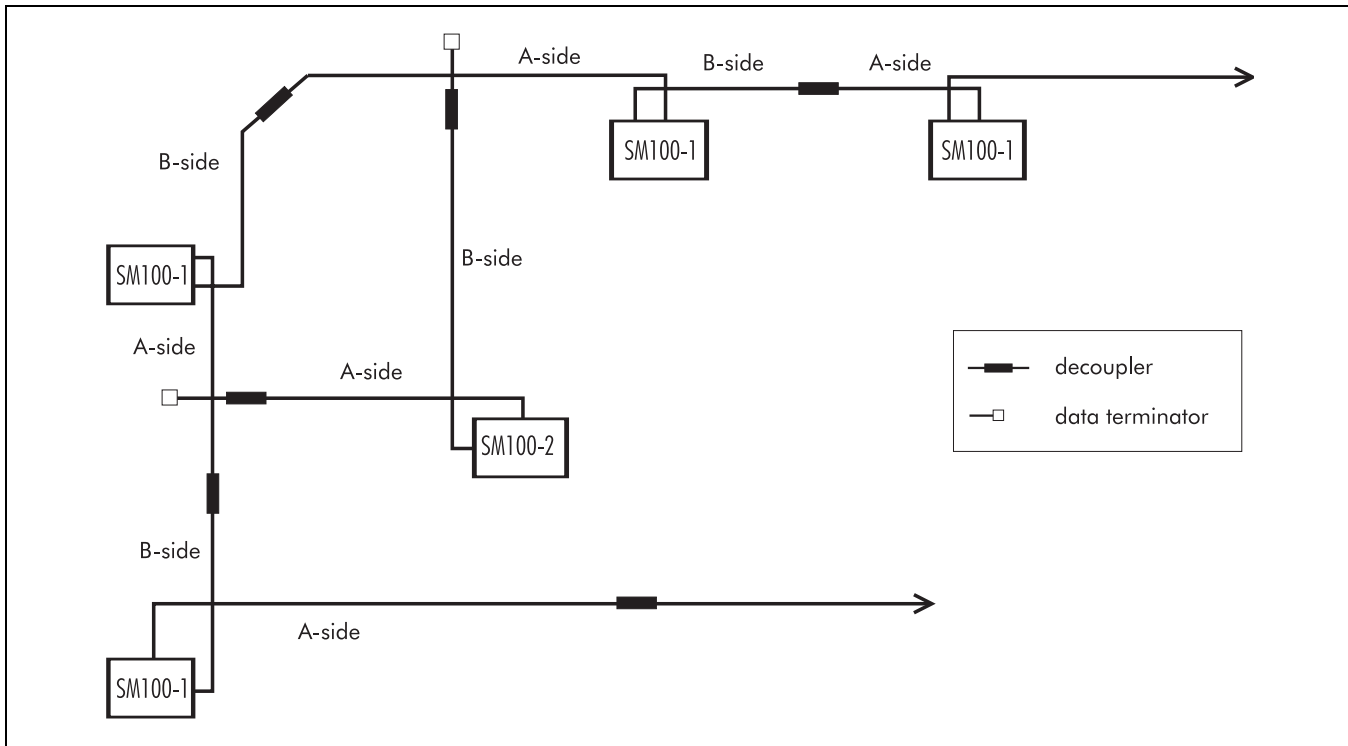 A-side
B-side
A-side
B-side
SM100-1
SM100-1
B-side
SM100-1
A-side
A-side
decoupler
data terminator
SM100-2
B-side
A-side
SM100-1